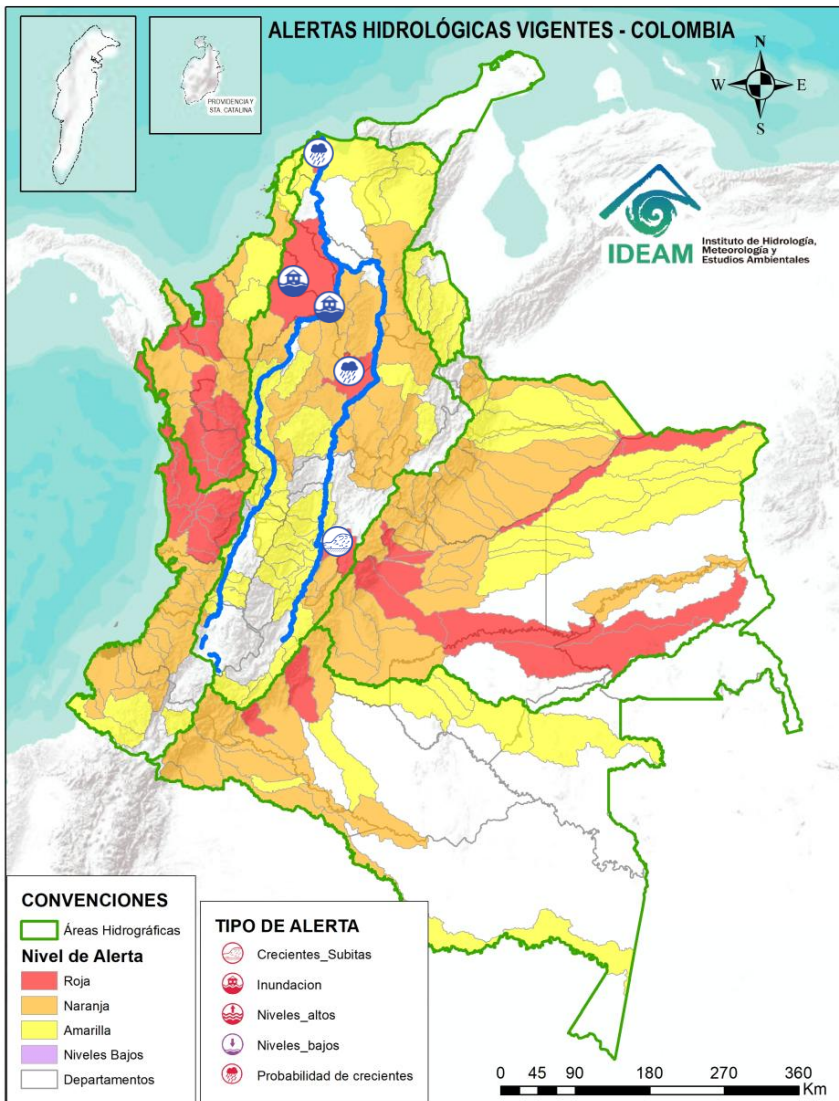 ALERTAS HIDROLÓGICAS VIGENTES - COLOMBIA
PROVIDENCIA Y
STA. CATALINA
N
W
E
S
IDEAM
Instituto de Hidrología,
Meteorología y
Estudios Ambientales
CONVENCIONES
Áreas Hidrográficas
Nivel de Alerta
Roja
Naranja
Amarilla
Niveles Bajos
Departamentos
TIPO DE ALERTA
Crecientes_Subitas
Inundacion
Niveles_altos
Niveles_bajos
Probabilidad de crecientes
0 45 90 180 270 360
Km